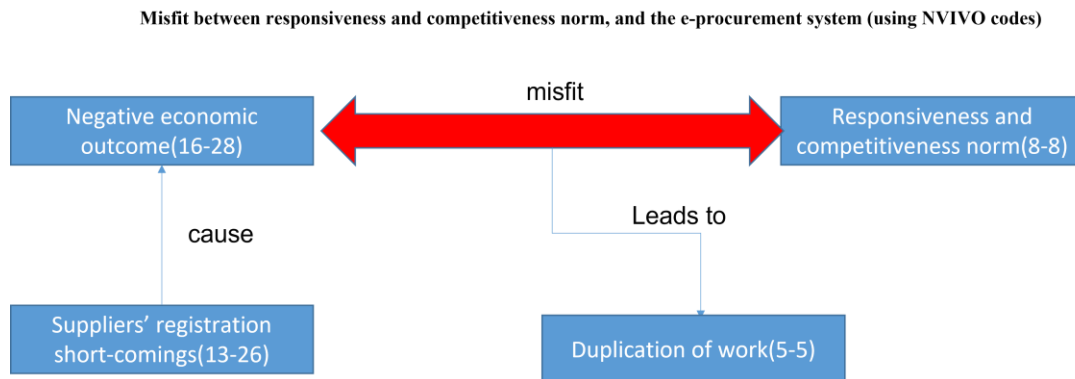 Misfit between responsiveness and competitiveness norm, and the e-procurement system (using NVIVO codes)
misfit
Negative economic
outcome(16-28)
Responsiveness and
competitiveness norm(8-8)
Leads to
cause
Suppliers’ registration
short-comings(13-26)
Duplication of work(5-5)